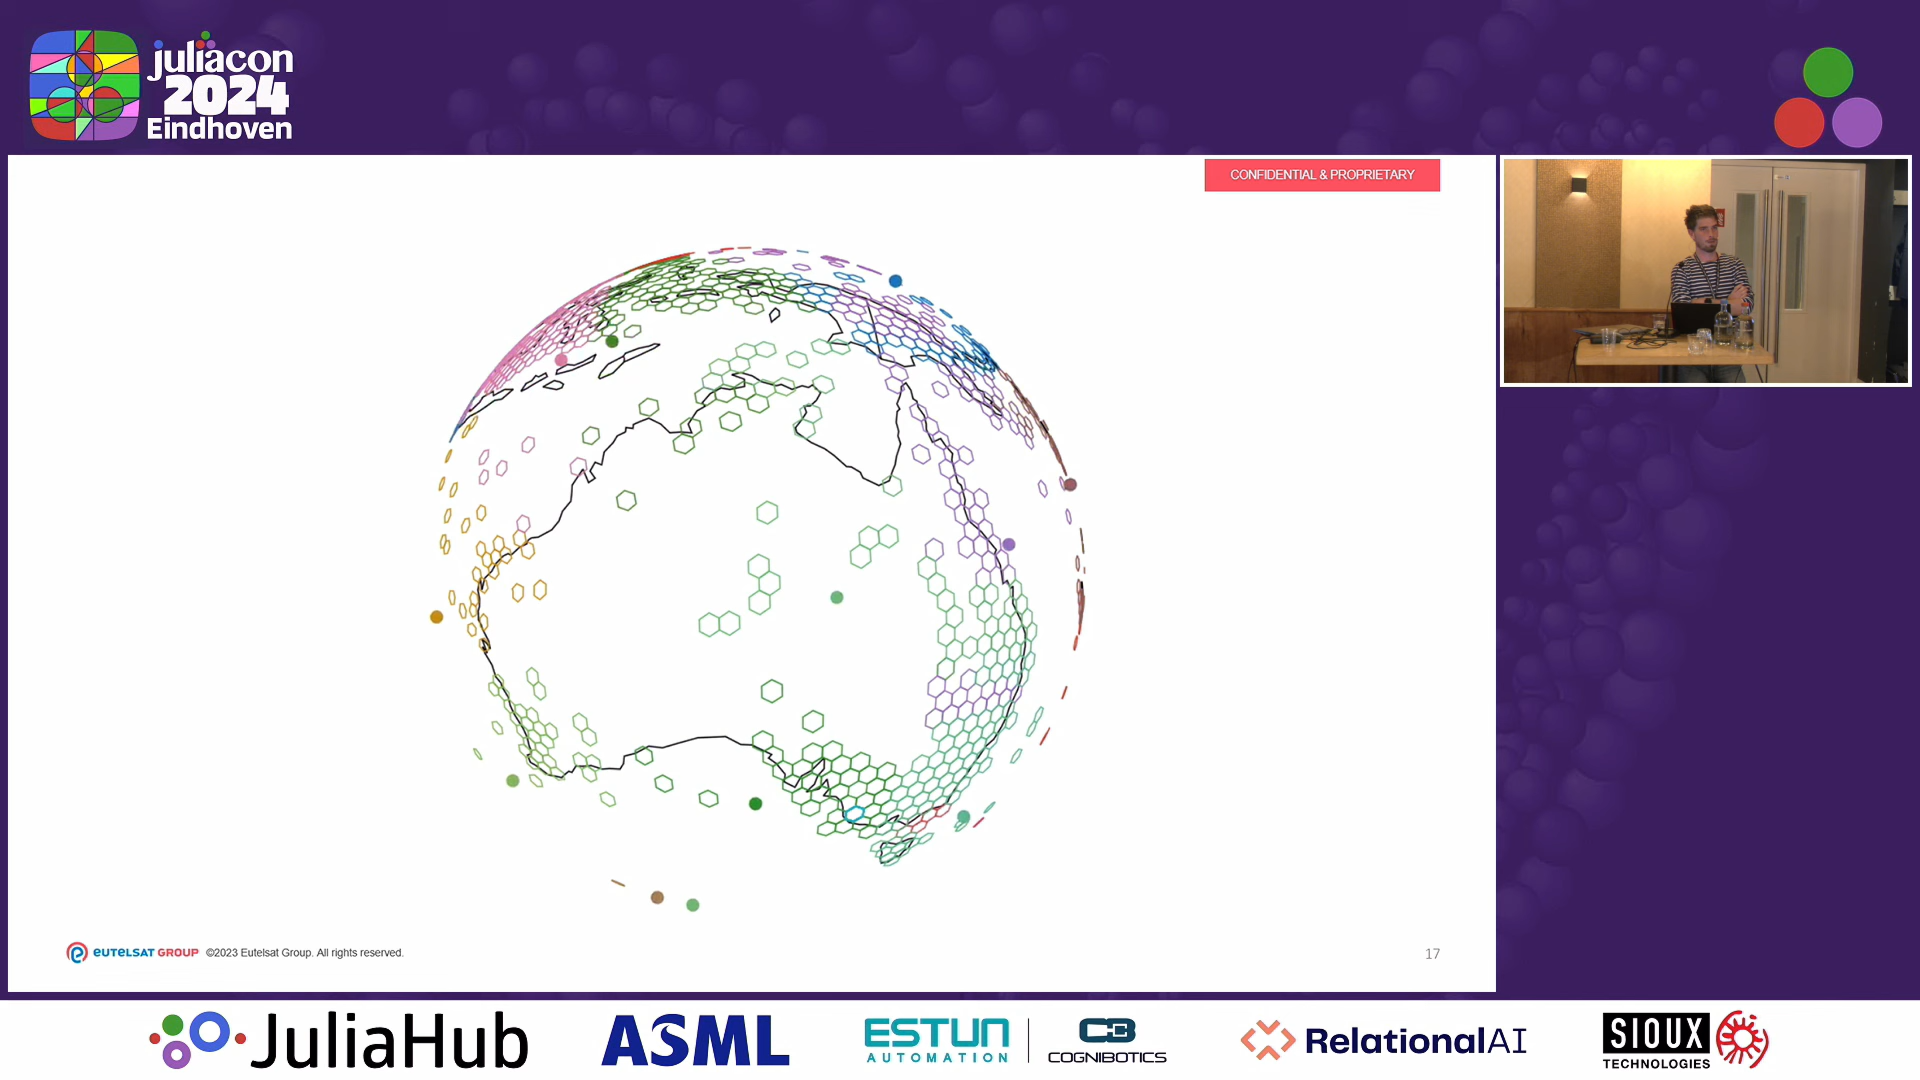 juliacon
2024
Eindhoven
CONFIDENTIAL & PROPRIETARY
eutelsat GROUP ©2023 Eutelsat Group. All rights reserved.
17
JuliaHub
ASML
ESTUN
AUTOMATION
COGNIBOTICS
RelationalAI
SIOUX
TECHNOLOGIES